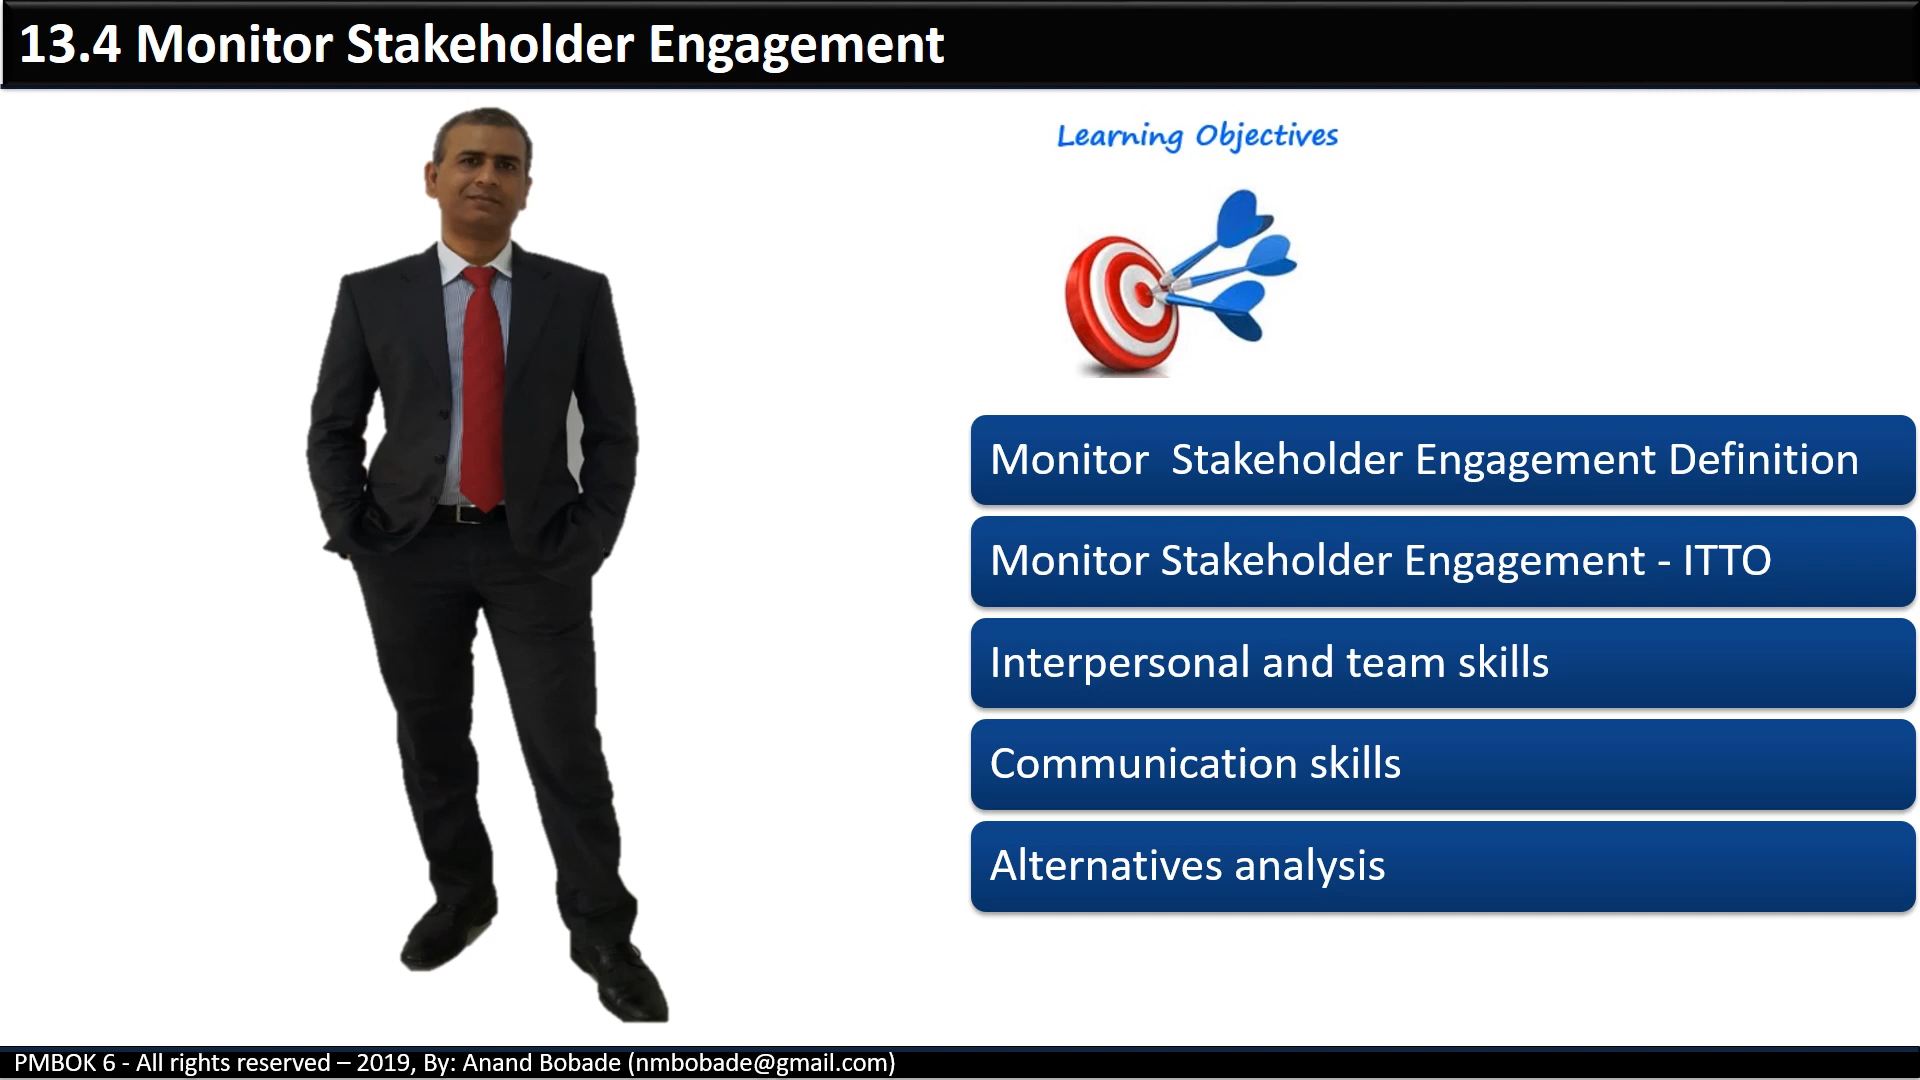 13.4 Monitor Stakeholder Engagement
Learning Objectives
Monitor  Stakeholder Engagement Definition
Monitor Stakeholder Engagement - ITTO
Interpersonal and team skills
Communication skills
Alternatives analysis
PMBOK 6 - All rights reserved – 2019, By: Anand Bobade (nmbobade@gmail.com)